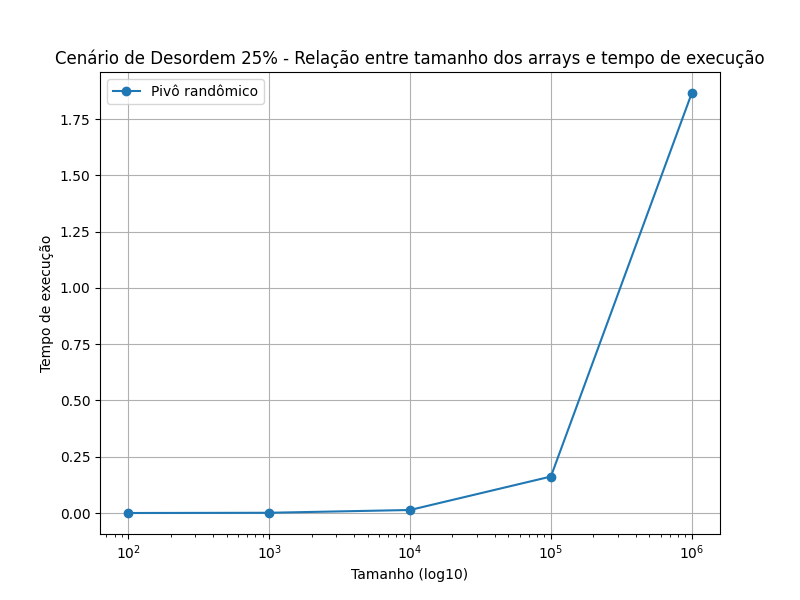 Cenário de Desordem 25% - Relação entre tamanho dos arrays e tempo de execução
Pivô randômico
Tempo de execução
1.75
1.50
1.25
1.00
0.75
0.50
0.25
0.00
10² 10³ 10⁴ 10⁵ 10⁶
Tamanho (log10)